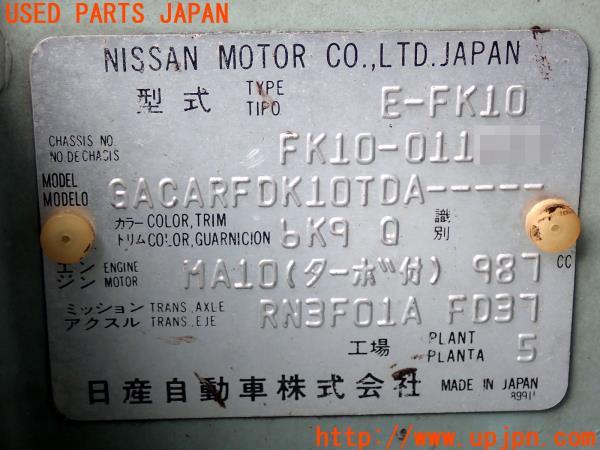 USED PARTS JAPAN
NISSAN MOTOR CO.,LTD.JAPAN
型式 TYPE TIPO E-FK10
CHASSIS NO. NO.DECHASIS FK10-011
MODEL MODELO GACARFDK10TDA-----
カラー COLOR,TRIM トリム COLOR,GUARNICION 6K9 Q 識別
エンジン ENGINE MOTOR MA10(ターボ付) 987 CC
ミッション TRANS.AXLE アクスル TRANS.EJE RN3F01A FD37
工場 PLANT PLANTA 5
日産自動車株式会社 MADE IN JAPAN
http://www.upjpn.com/